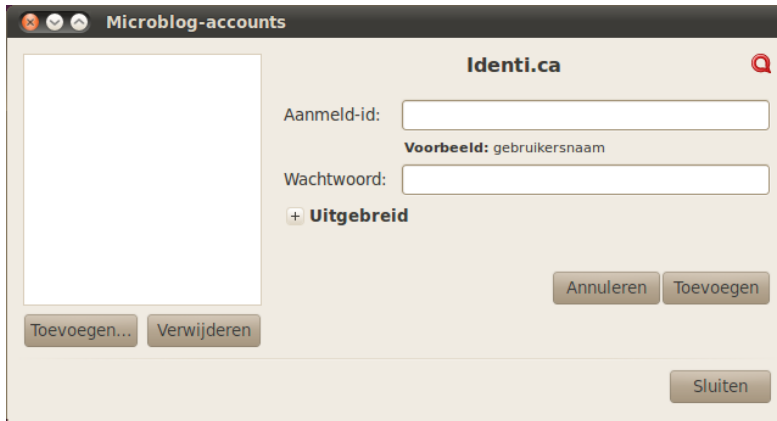 Microblog-accounts
Identi.ca
Aanmeld-id:
Voorbeeld: gebruikersnaam
Wachtwoord:
+ Uitgebreid
Annuleren Toevoegen
Toevoegen... Verwijderen
Sluiten